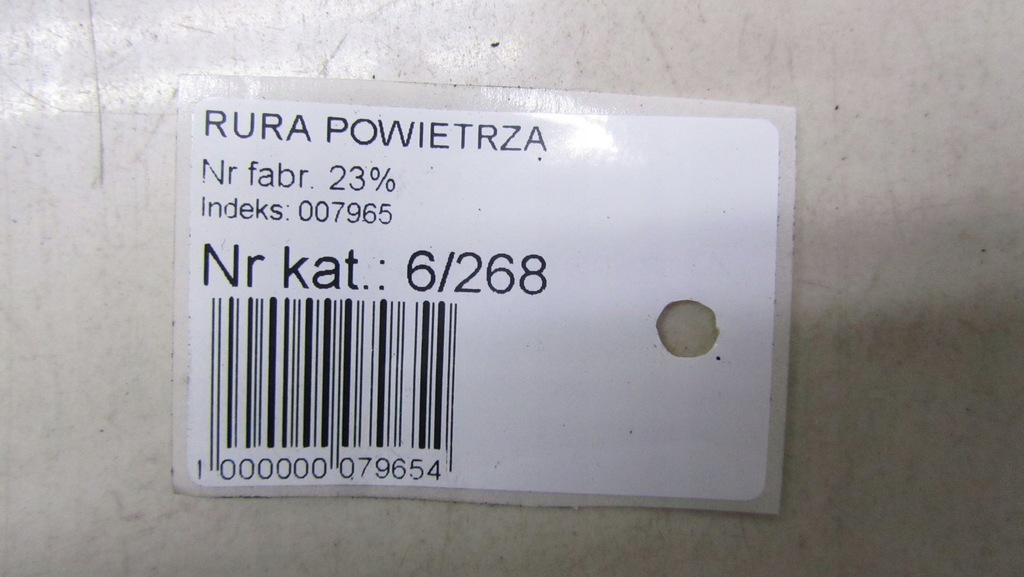 RURA POWIETRZA
Nr fabr. 23%
Indeks: 007965
Nr kat.: 6/268
1 000000 079654